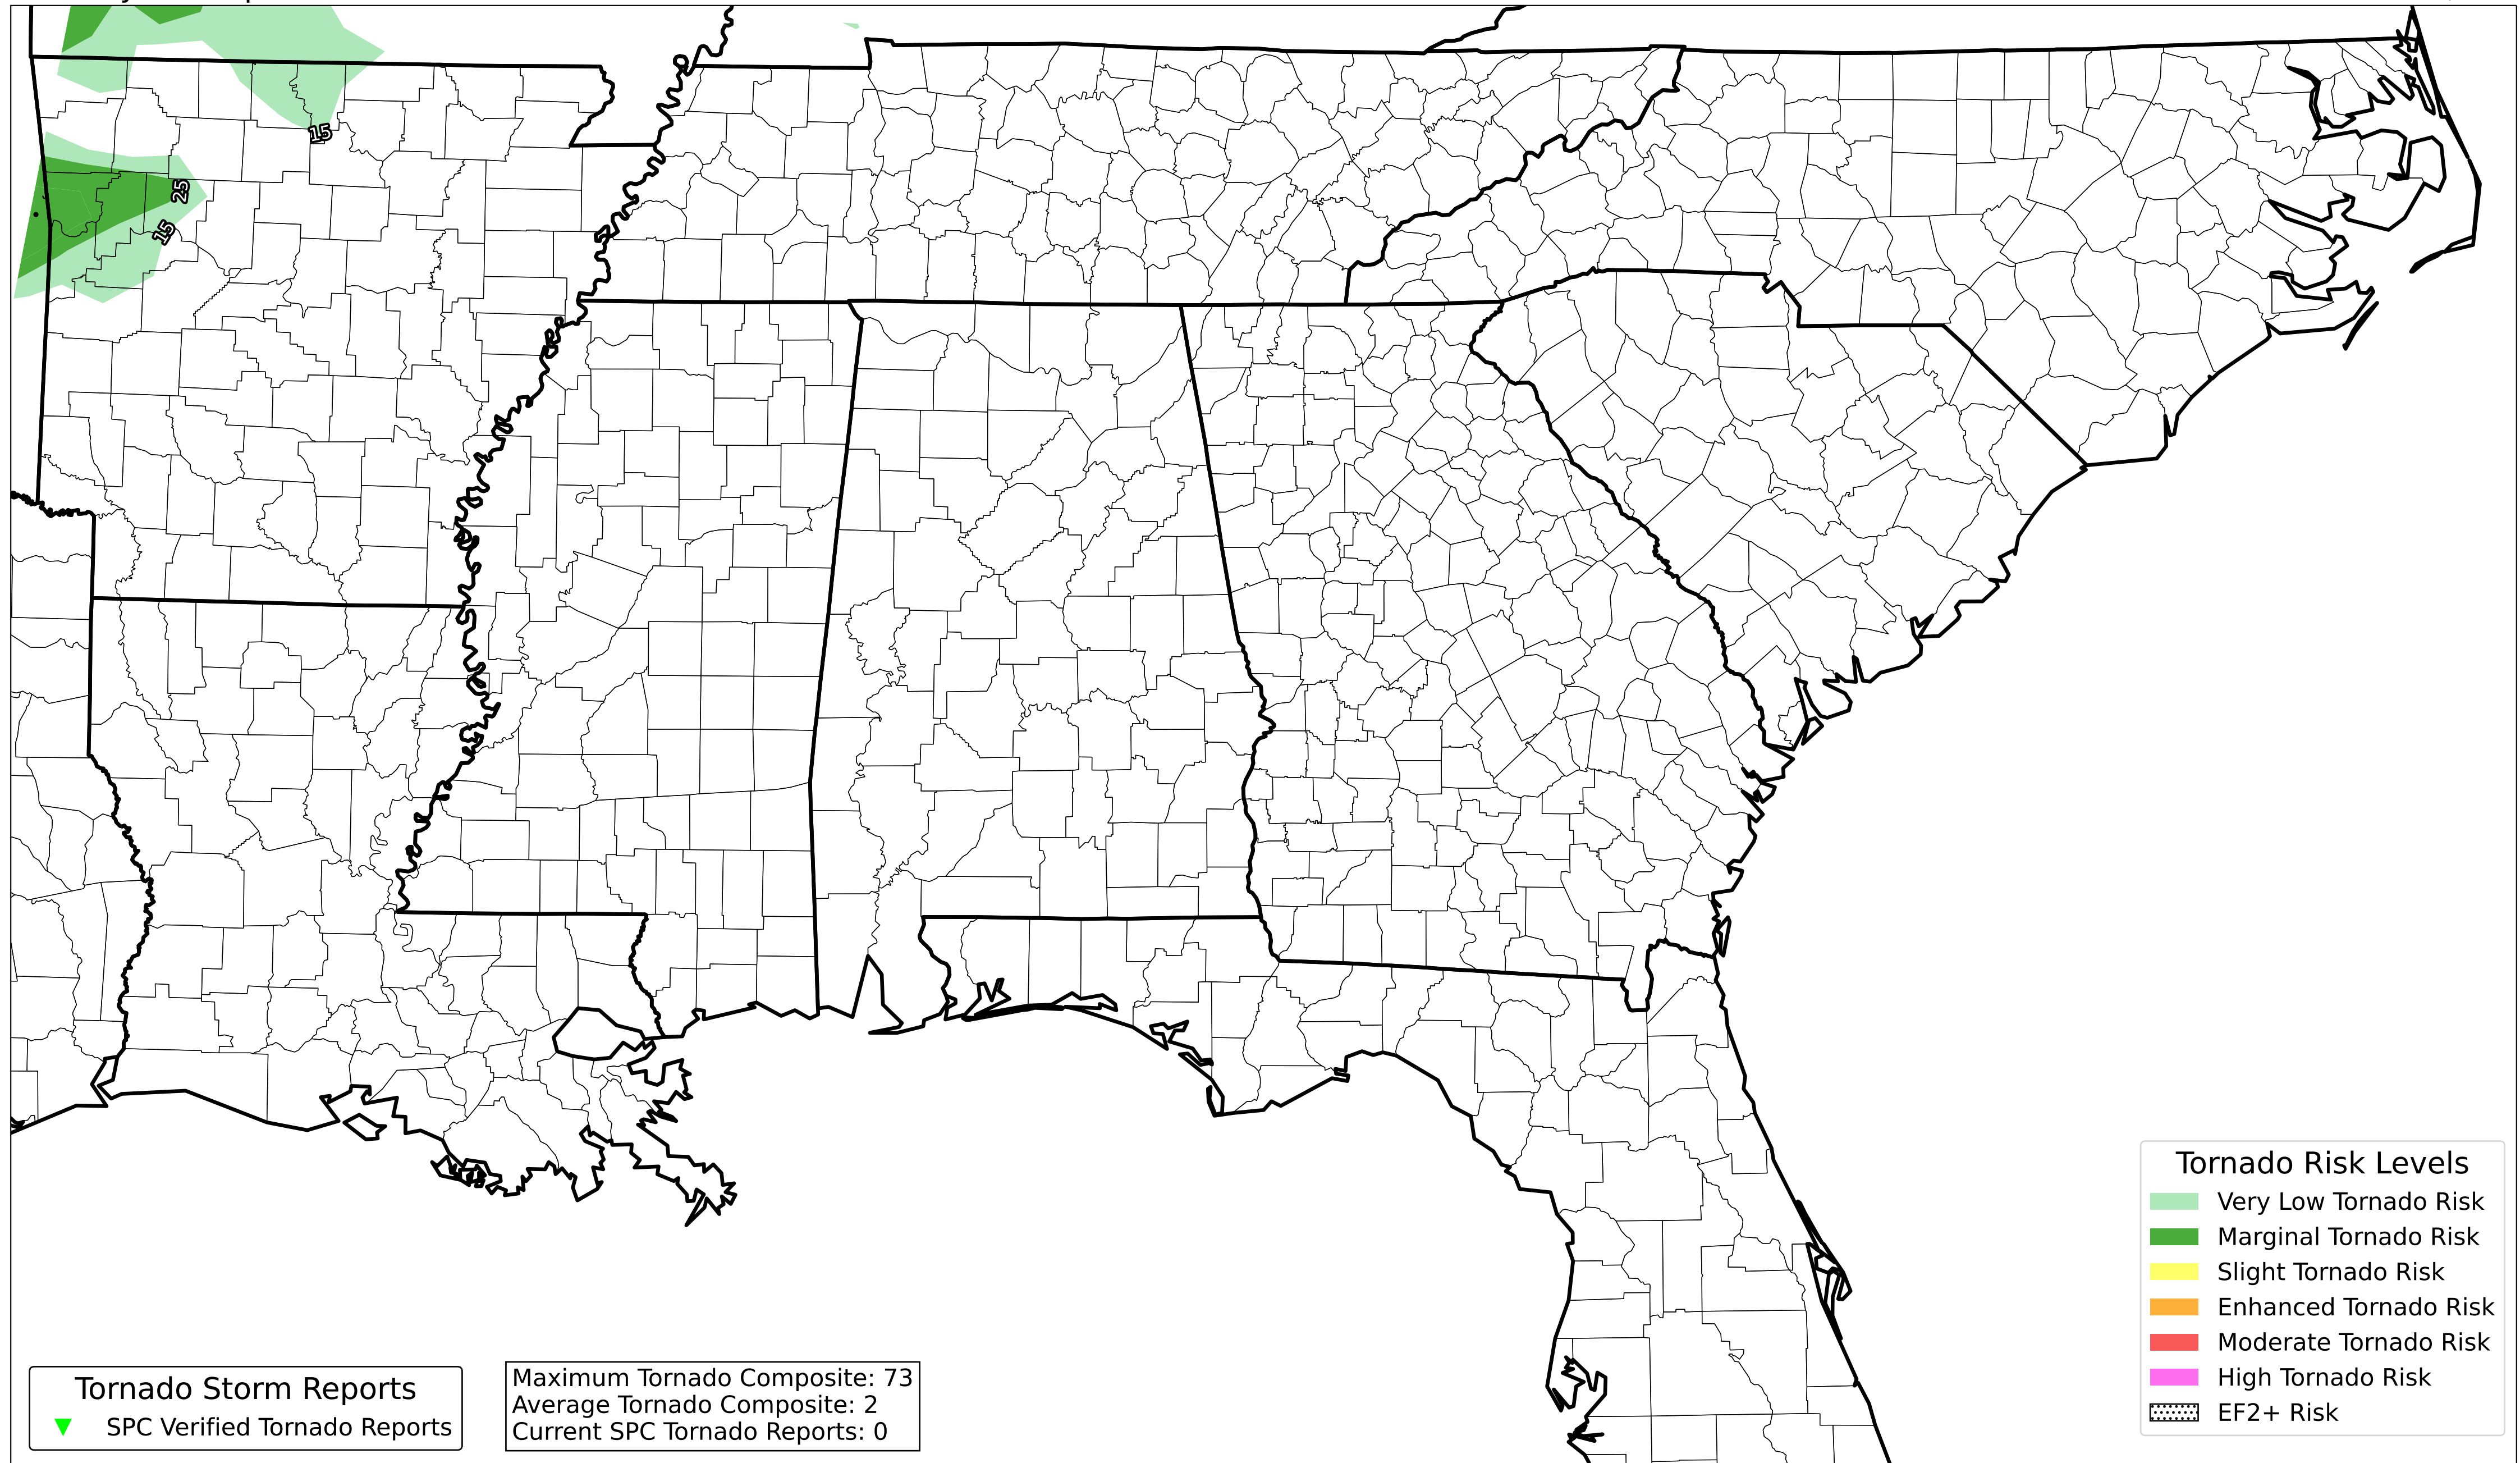 15
25
15
Tornado Risk Levels
Very Low Tornado Risk
Marginal Tornado Risk
Slight Tornado Risk
Enhanced Tornado Risk
Moderate Tornado Risk
High Tornado Risk
EF2+ Risk
Tornado Storm Reports
SPC Verified Tornado Reports
Maximum Tornado Composite: 73
Average Tornado Composite: 2
Current SPC Tornado Reports: 0